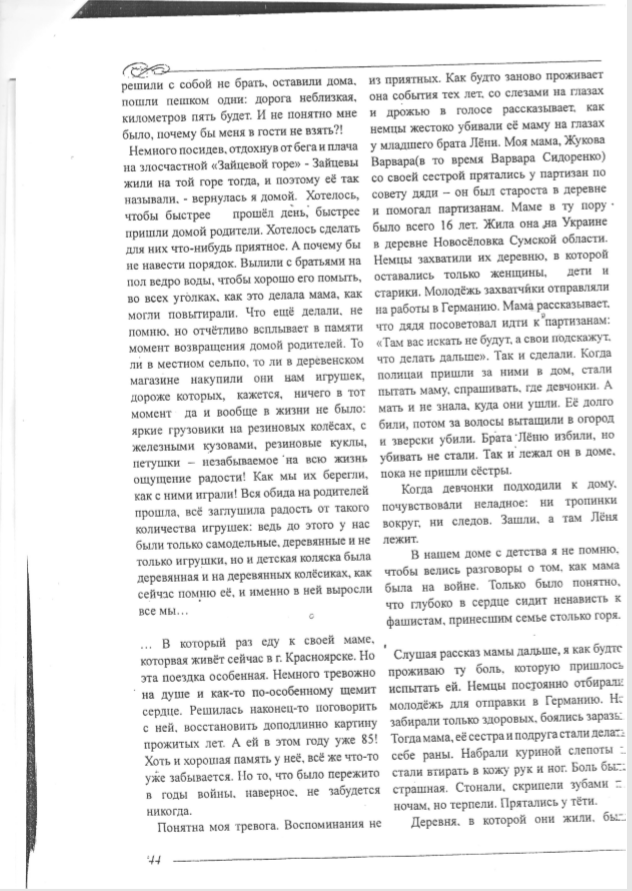 решили с собой не брать, оставили дома,
пошли пешком одни: дорога неблизкая,
километров пять будет. И не понятно мне
было, почему бы меня в гости не взять?!
Немного посидев, отдохнув от бега и плача
на злосчастной «Зайцевой горе» - Зайцевы
жили на той горе тогда, и поэтому её так
называли, - вернулась я домой. Хотелось,
чтобы быстрее прошёл день, быстрее
пришли домой родители. Хотелось сделать
для них что-нибудь приятное. А почему бы
не навести порядок. Вылили с братьями на
пол ведро воды, чтобы хорошо его помыть,
во всех уголках, как это делала мама, как
могли повытирали. Что ещё делали, не
помню, но отчётливо всплывает в памяти
момент возвращения домой родителей. То
ли в местном сельпо, то ли в деревенском
магазине накупили они нам игрушек,
дороже которых, кажется, ничего в тот
момент да и вообще в жизни не было:
яркие грузовики на резиновых колёсах, с
железными кузовами, резиновые куклы,
петушки – незабываемое на всю жизнь
ощущение радости! Как мы их берегли,
как с ними играли! Вся обида на родителей
прошла, всё заглушила радость от такого
количества игрушек: ведь до этого у нас
были только самодельные, деревянные и не
только игрушки, но и детская коляска была
деревянная и на деревянных колёсиках, как
сейчас помню её, и именно в ней выросли
все мы…
… В который раз еду к своей маме,
которвая живёт сейчас в г. Красноярске. Но
эта поездка особенная. Немного тревожно
на душе и как-то по-особенному щемит
сердце. Решилась наконец-то поговорить
с ней, восстановить доподлинно картину
прожитых лет. А ей в этом году уже 85!
Хоть и хорошая память у неё, всё же что-то
уже забывается. Но то, что было пережито
в годы войны, наверное, не забудется
никогда.
Понятна моя тревога. Воспоминания не
из приятных. Как будто заново проживает
она события тех лет, со слезами на глазах
и дрожью в голосе рассказывает, как
немцы жестоко убивали её маму на глазах
у младшего брата Лёни. Моя мама, Жукова
Варвара(в то время Варвара Сидоренко)
со своей сестрой прятались у партизан по
совету дяди – он был староста в деревне
и помогал партизанам. Маме в ту пору
было всего 16 лет. Жила она на Украине
в деревне Новосёловка Сумской области.
Немцы захватили их деревню, в которой
оставались только женщины, дети и
старики. Молодёжь захватчики отправляли
на работы в Германию. Мама рассказывает,
что дядя посоветовал идти к партизанам:
«Там вас искать не будут, а свои подскажут,
что делать дальше». Так и сделали. Когда
полицаи пришли за ними в дом, стали
пытать маму, спрашивать, где девчонки. А
мать и не знала, куда они ушли. Её долго
били, потом за волосы вытащили в огород
и зверски убили. Брата Лёню избили, но
убивать не стали. Так и лежал он в доме,
пока не пришли сёстры.
Когда девчонки подходили к дому,
почувствовали неладное: ни тропинки
вокруг, ни следов. Зашли, а там Лёня
лежит.
В нашем доме с детства я не помню,
чтобы велись разговоры о том, как мама
была на войне. Только было понятно,
что глубоко в сердце сидит ненависть к
фашистам, принесшим семье столько горя.
Слушая рассказ мамы дальше, я как будто
проживаю ту боль, которую пришлось
испытать ей. Немцы постоянно отбирали
молодёжь для отправки в Германию. Но
забирали только здоровых, боялись заразы.
Тогда мама, её сестра и подруга стали делать
себе раны. Набрали куриной слепоты
стали втирать в кожу рук и ног. Боль была
страшная. Стонали, скрипели зубами
ночам, но терпели. Прятались у тёти.
Деревня, в которой они жили, бы
44